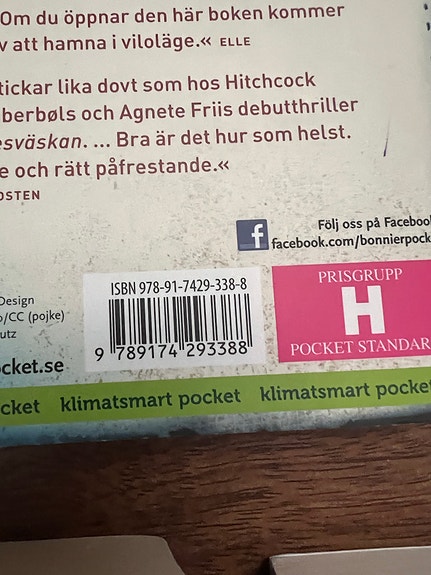 Om du öppnar den här boken kommer
v att hamna i viloläge.« ELLE
tickar lika dovt som hos Hitchcock
berbøls och Agnete Friis debutthriller
esväskan. ... Bra är det hur som helst.
e och rätt påfrestande.«
OSTEN
f
Följ oss på Facebook
facebook.com/bonnierpock
ISBN 978-91-7429-338-8
9 789174 293388
PRISGRUPP
H
POCKET STANDAR
Design
o/CC (pojke)
utz
ocket.se
cket klimatsmart pocket klimatsmart pocket